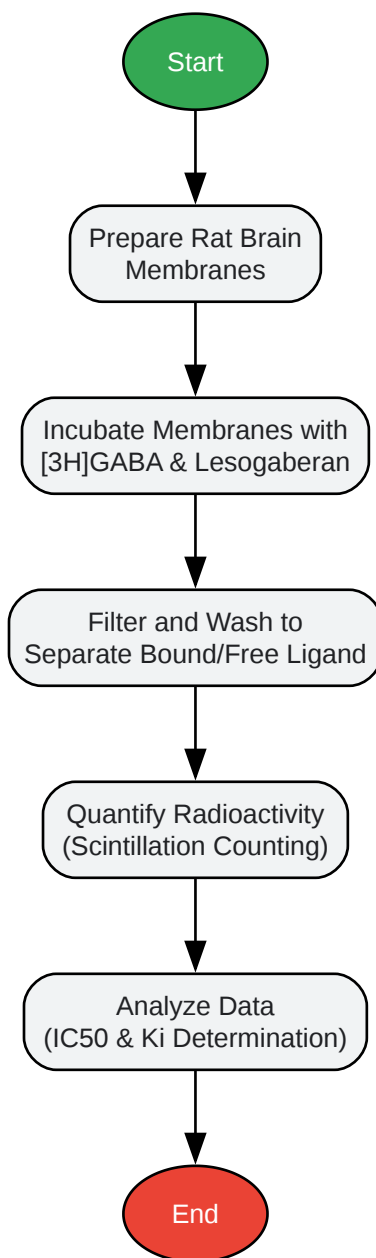 Start
Prepare Rat Brain
Membranes
Incubate Membranes with
[3H]GABA & Lesogaberan
Filter and Wash to
Separate Bound/Free Ligand
Quantify Radioactivity
(Scintillation Counting)
Analyze Data
(IC50 & Ki Determination)
End